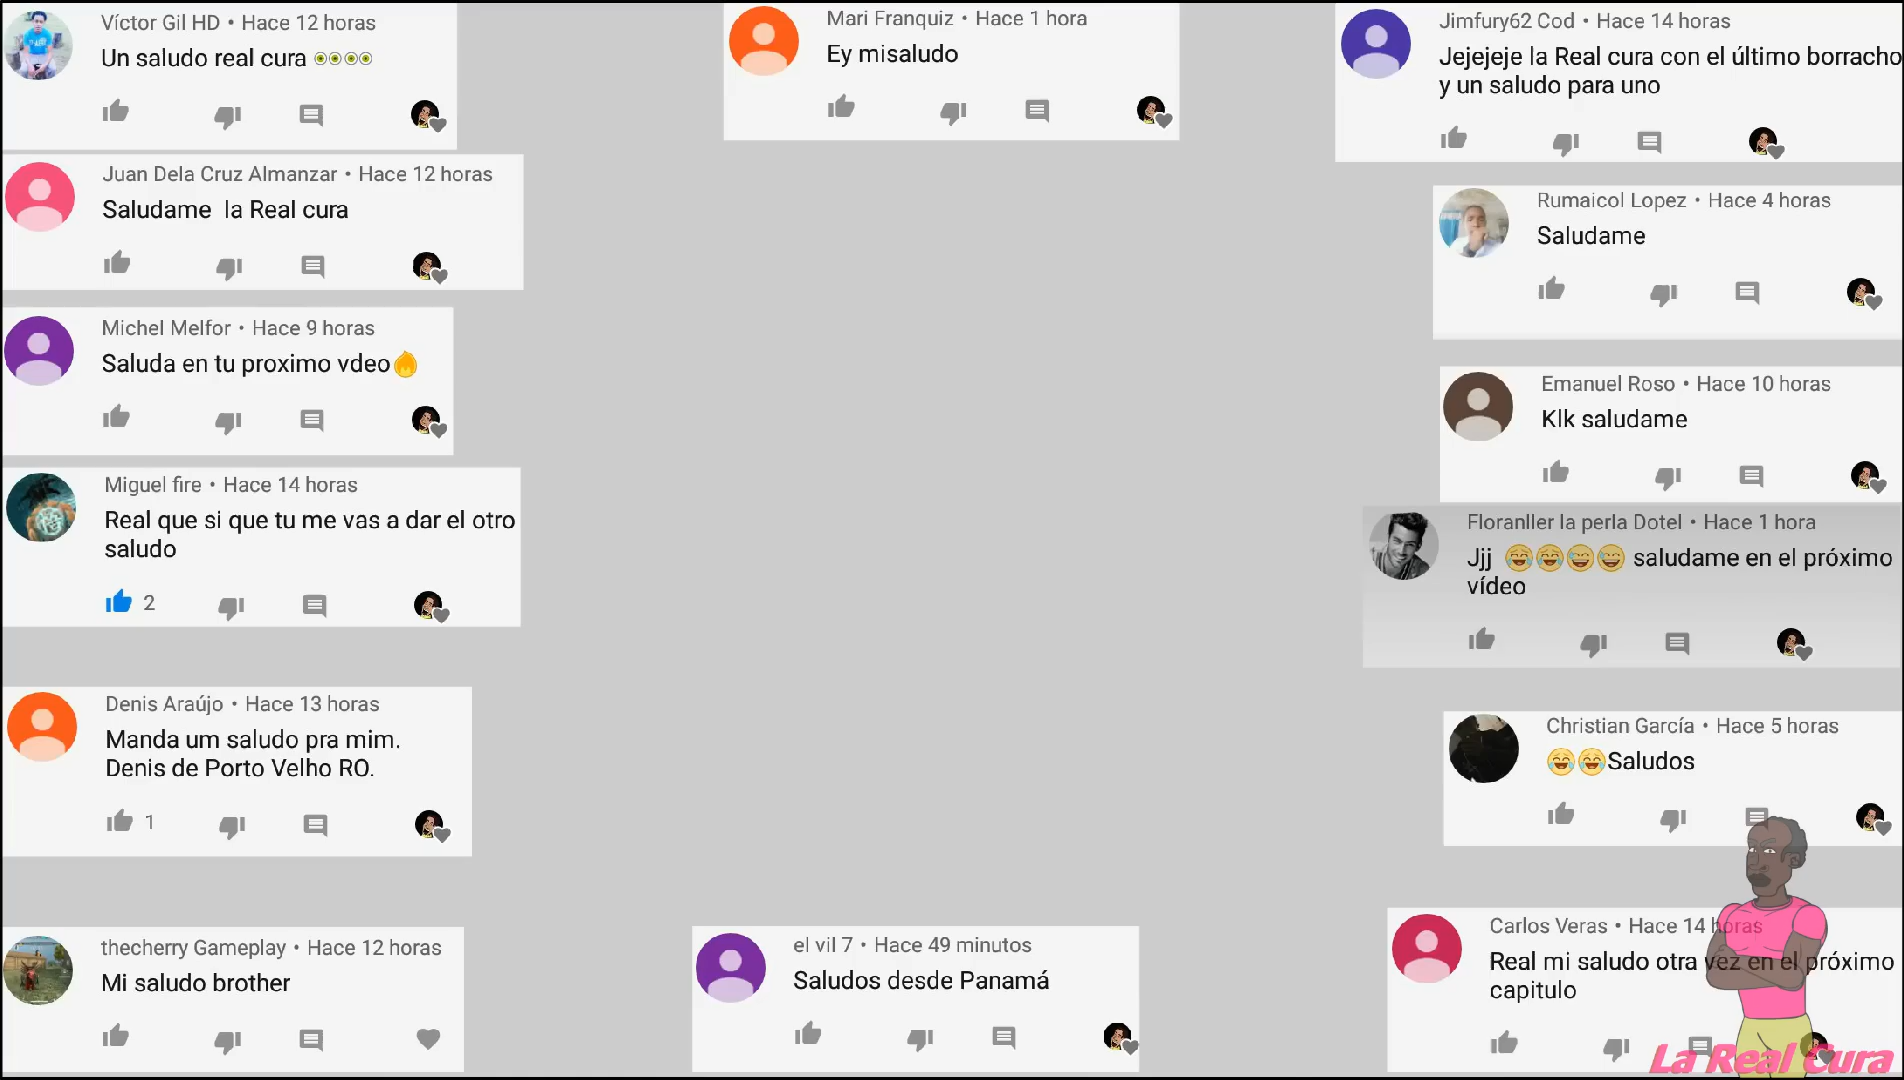 Víctor Gil HD • Hace 12 horas
Un saludo real cura
Juan Dela Cruz Almanzar • Hace 12 horas
Saludame la Real cura
Michel Melfor • Hace 9 horas
Saluda en tu proximo vdeo
Miguel fire • Hace 14 horas
Real que si que tu me vas a dar el otro
saludo
2
Denis Araújo • Hace 13 horas
Manda um saludo pra mim.
Denis de Porto Velho RO.
1
thecherry Gameplay • Hace 12 horas
Mi saludo brother
Mari Franquiz • Hace 1 hora
Ey misaludo
el vil 7 • Hace 49 minutos
Saludos desde Panamá
Jimfury62 Cod • Hace 14 horas
Jejejeje la Real cura con el último borracho
y un saludo para uno
Rumaicol Lopez • Hace 4 horas
Saludame
Emanuel Roso • Hace 10 horas
Klk saludame
Floranller la perla Dotel • Hace 1 hora
Jjj 😂😂😅😅 saludame en el próximo
vídeo
Christian García • Hace 5 horas
😂😂Saludos
Carlos Veras • Hace 14 horas
Real mi saludo otra vez en el próximo
capitulo
La Real Cura